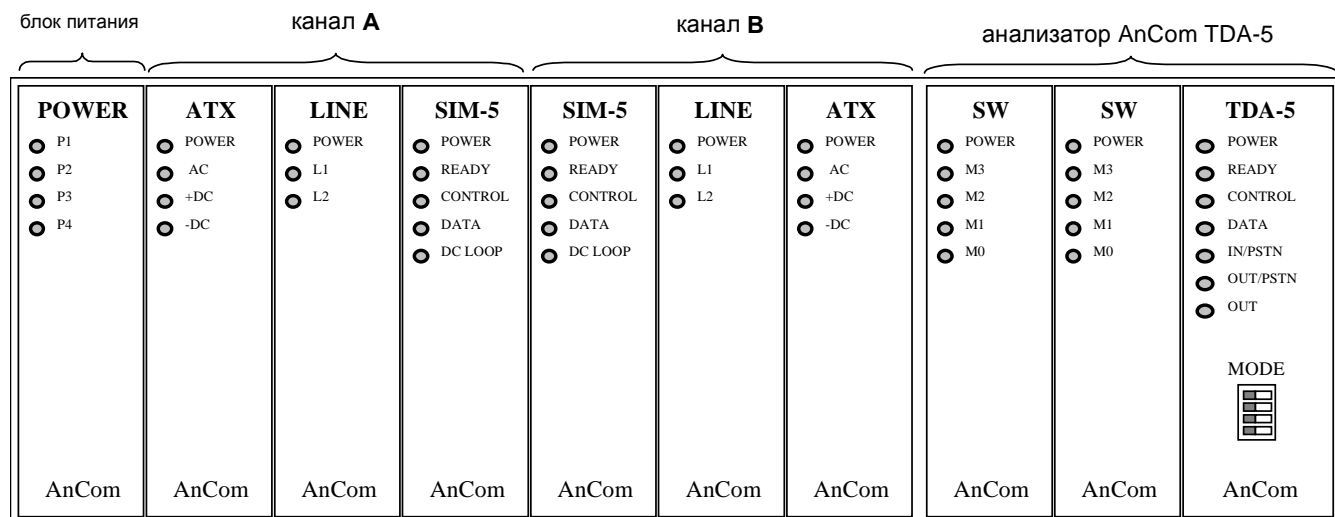 блок питания
канал A
канал B
анализатор AnCom TDA-5
POWER
P1
P2
P3
P4
AnCom
ATX
POWER
AC
+DC
-DC
AnCom
LINE
POWER
L1
L2
AnCom
SIM-5
POWER
READY
CONTROL
DATA
DC LOOP
AnCom
SIM-5
POWER
READY
CONTROL
DATA
DC LOOP
AnCom
LINE
POWER
L1
L2
AnCom
ATX
POWER
AC
+DC
-DC
AnCom
SW
POWER
M3
M2
M1
M0
AnCom
SW
POWER
M3
M2
M1
M0
AnCom
TDA-5
POWER
READY
CONTROL
DATA
IN/PSTN
OUT/PSTN
OUT
MODE
AnCom